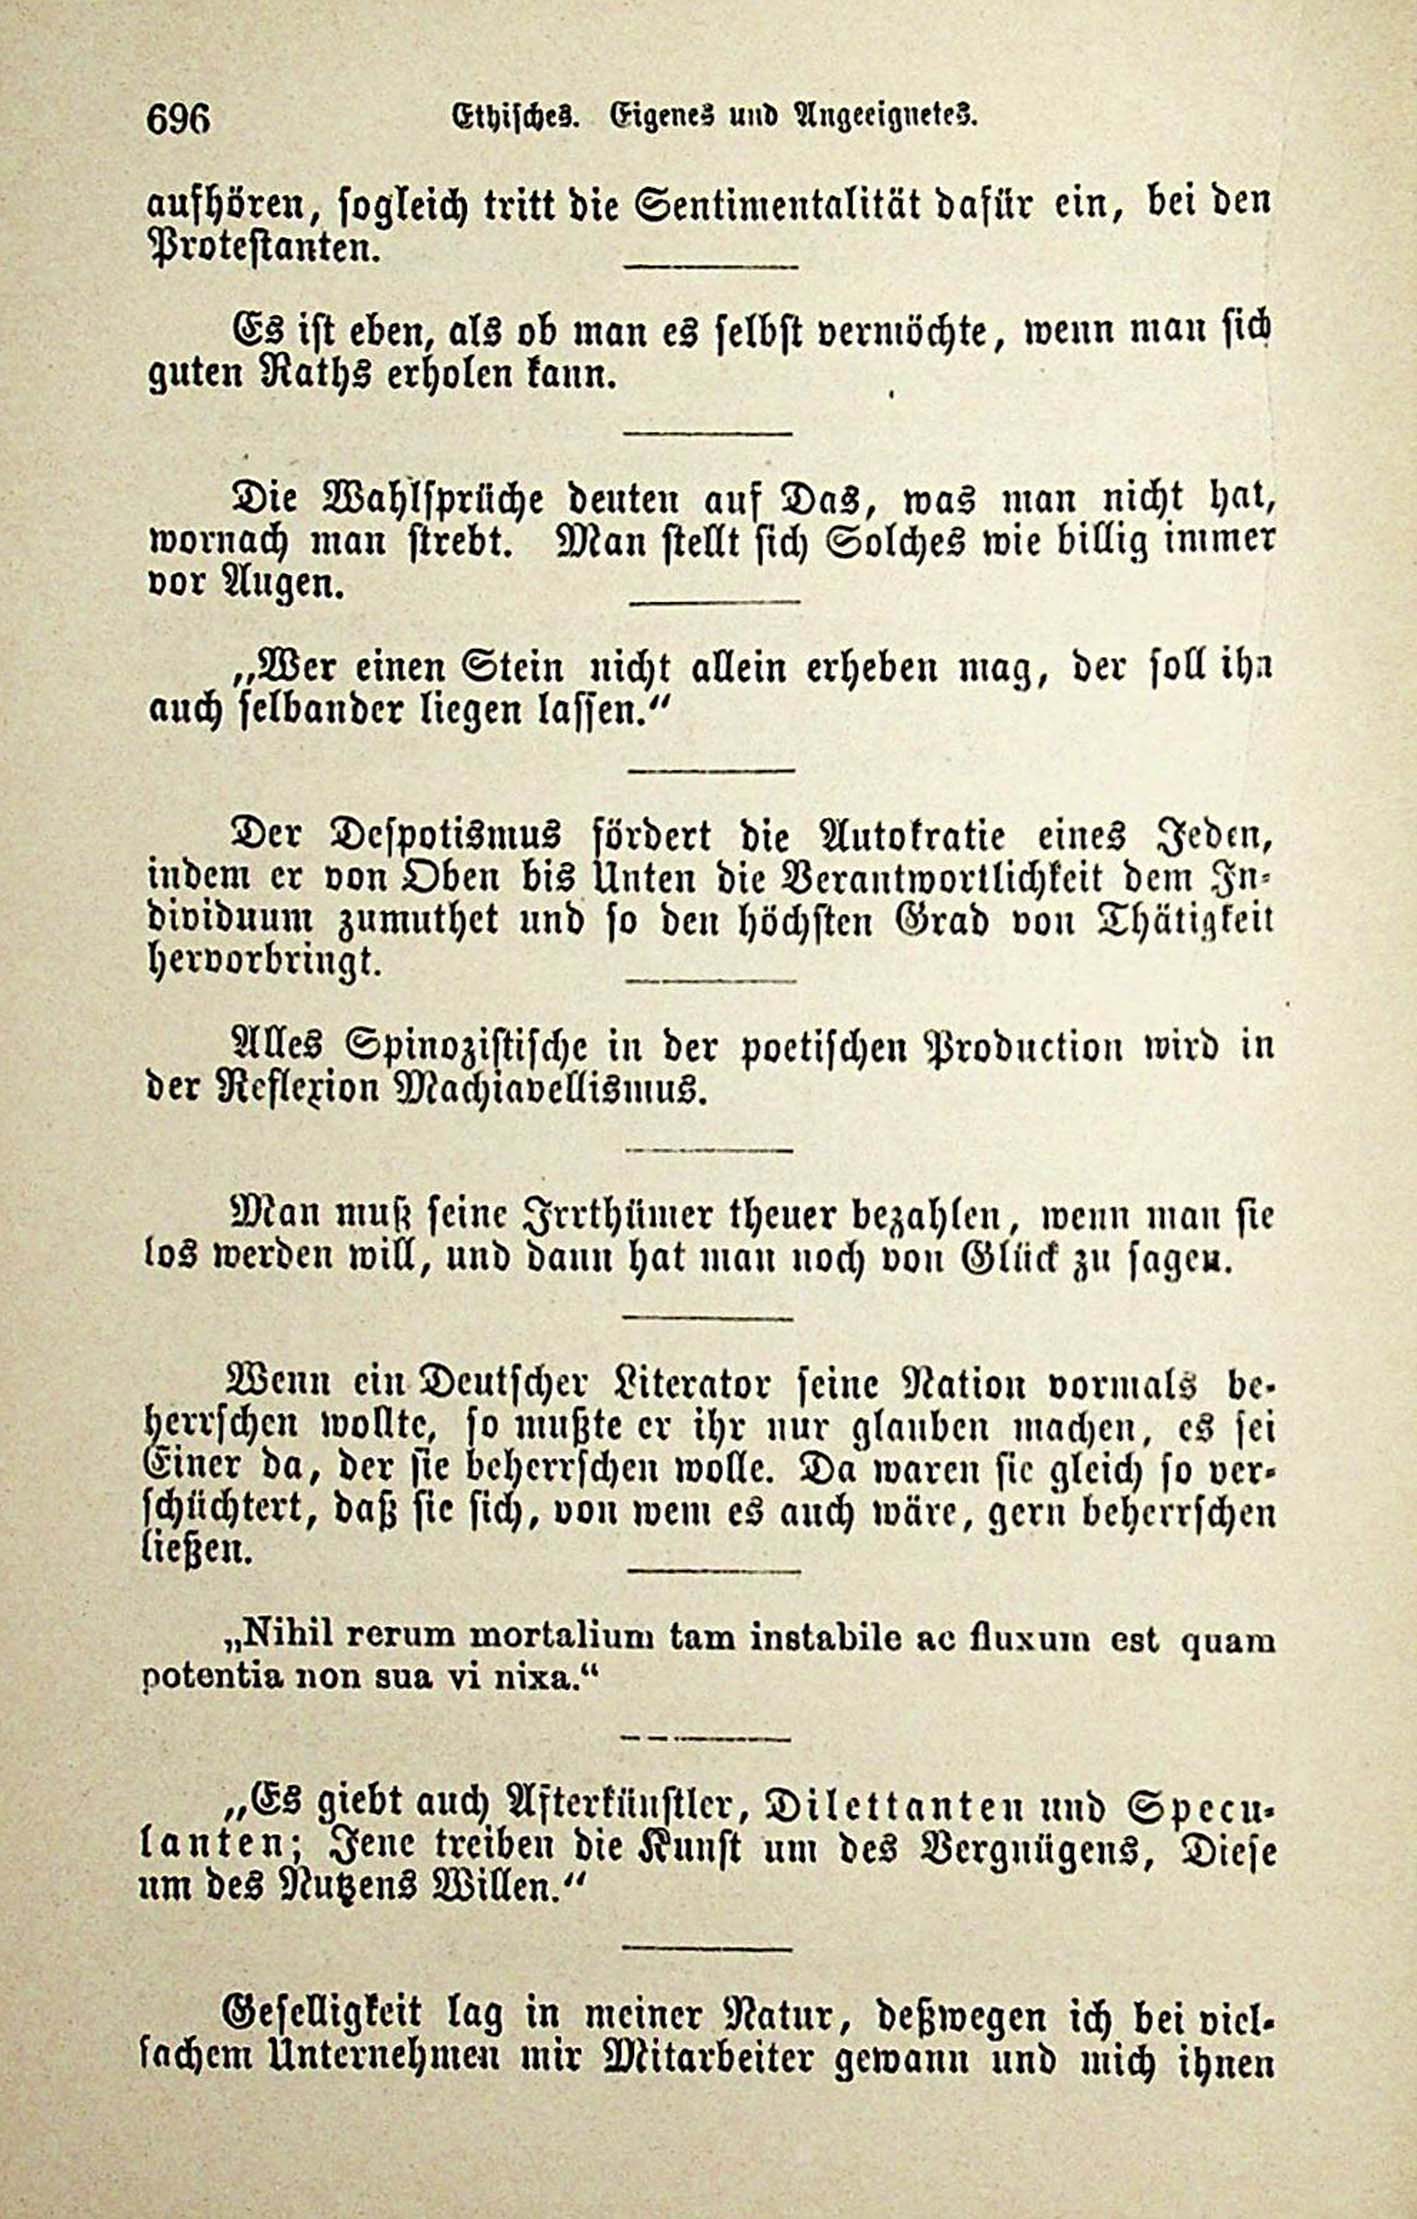 696 Ethisches. Eigenes und Angeeignetes.
aufhören, sogleich tritt die Sentimentalität dafür ein, bei den
Protestanten.
Es ist eben, als ob man es selbst vermöchte, wenn man sich
guten Raths erholen kann.
Die Wahlsprüche deuten auf Das, was man nicht hat,
wornach man strebt. Man stellt sich Solches wie billig immer
vor Augen.
„Wer einen Stein nicht allein erheben mag, der soll ihn
auch selbander liegen lassen.“
Der Despotismus fördert die Autokratie eines Jeden,
indem er von Oben bis Unten die Verantwortlichkeit dem In-
dividuum zumuthet und so den höchsten Grad von Thätigkeit
hervorbringt.
Alles Spinozistische in der poetischen Production wird in
der Reflexion Machiavellismus.
Man muß seine Irrthümer theuer bezahlen, wenn man sie
los werden will, und dann hat man noch von Glück zu sagen.
Wenn ein Deutscher Literator seine Nation vormals be-
herrschen wollte, so mußte er ihr nur glauben machen, es sei
Einer da, der sie beherrschen wolle. Da waren sie gleich so ver-
schüchtert, daß sie sich, von wem es auch wäre, gern beherrschen
ließen.
„Nihil rerum mortalium tam instabile ac fluxum est quam
potentia non sua vi nixa.“
„Es giebt auch Afterkünstler, Dilettanten und Specu-
lanten; Jene treiben die Kunst um des Vergnügens, Diese
um des Nutzens Willen.“
Geselligkeit lag in meiner Natur, deßwegen ich bei viel-
fachem Unternehmen mir Mitarbeiter gewann und mich ihnen